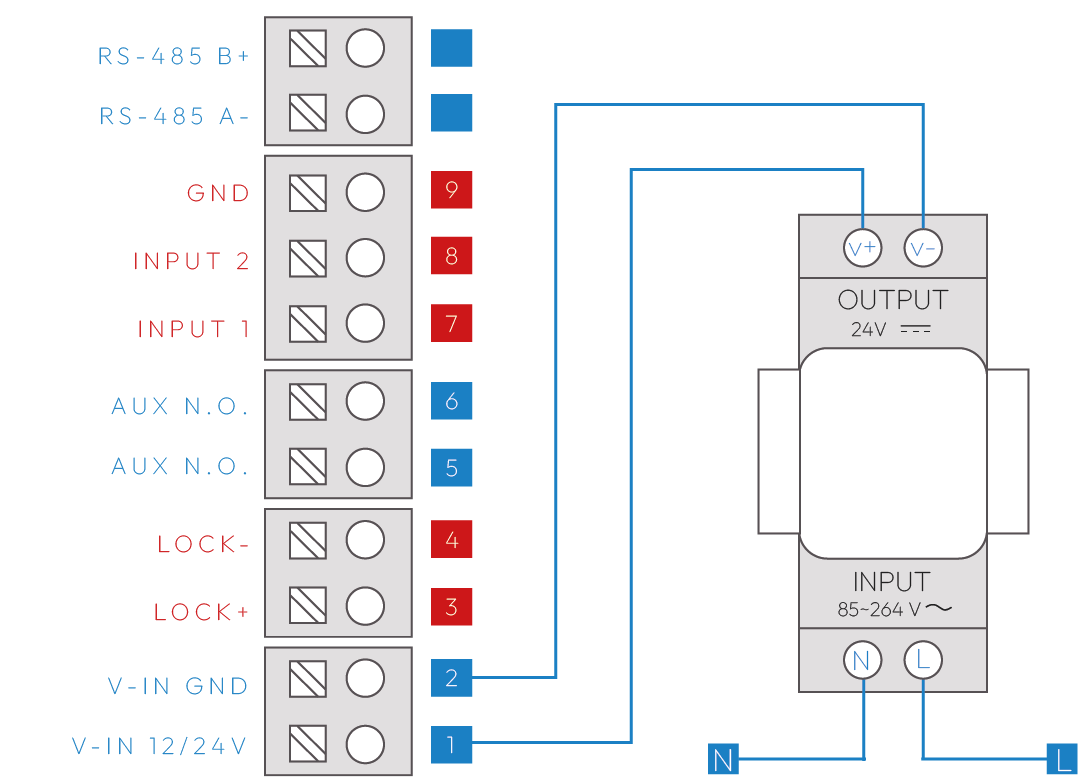 RS-485 B+
RS-485 A-
GND 9
INPUT 2 8
INPUT 1 7
AUX N.O. 6
AUX N.O. 5
LOCK- 4
LOCK+ 3
V-IN GND 2
V-IN 12/24V 1
V+ V-
OUTPUT
24V
INPUT
85~264 V ~
N L
N L